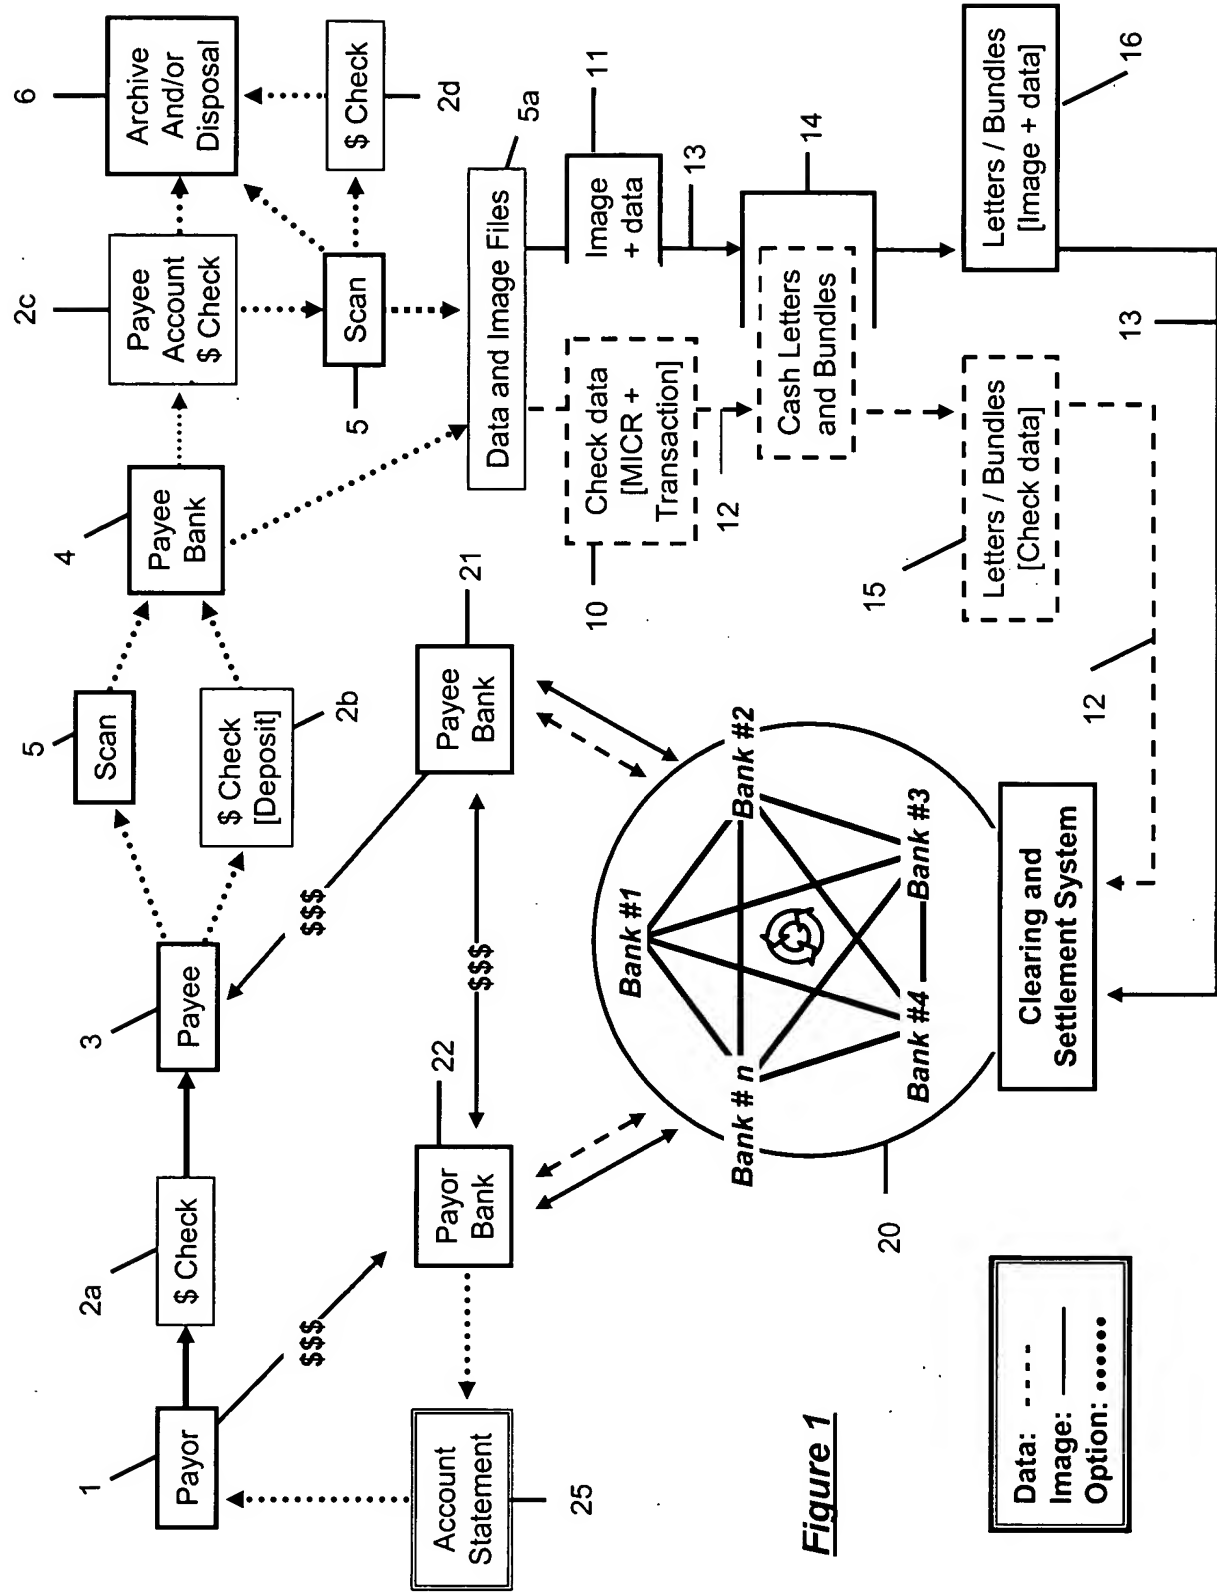 1
Payor
2a
$ Check
3
Payee
5
Scan
$ Check
[Deposit]
2b
4
Payee
Bank
2c
Payee
Account
$ Check
6
Archive
And/or
Disposal
$ Check
2d
Scan
5
$$$
$$$
25
Account
Statement
Payor
Bank
22
$$$
Payee
Bank
21
Data and Image Files
5a
10
Check data
[MICR +
Transaction]
12
Image
+ data
11
13
Cash Letters
and Bundles
14
15
Letters / Bundles
[Check data]
Letters / Bundles
[Image + data]
16
12
13
Bank #1
Bank #2
Bank # n
Bank #4
Bank #3
20
Clearing and
Settlement System
Figure 1
Data: - - - -
Image: ———
Option: ••••••